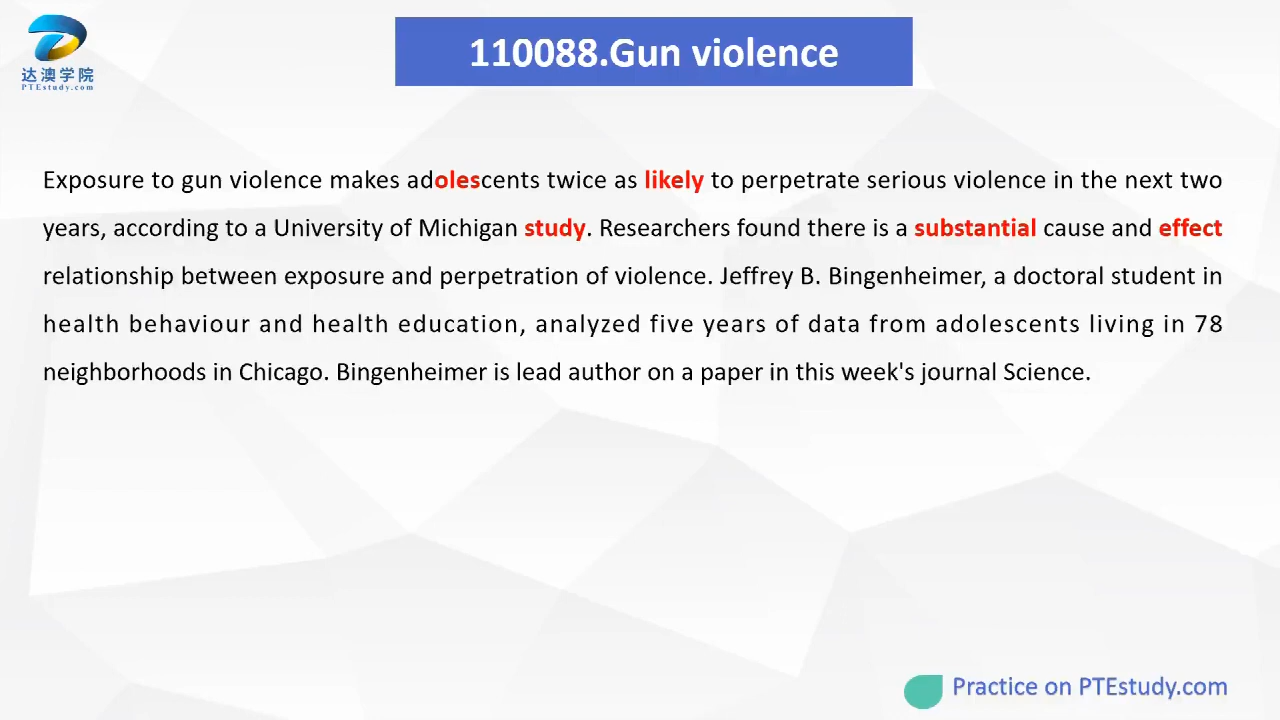 达澳学院
PTEstudy.com
110088.Gun violence
Exposure to gun violence makes adolescents twice as likely to perpetrate serious violence in the next two
years, according to a University of Michigan study. Researchers found there is a substantial cause and effect
relationship between exposure and perpetration of violence. Jeffrey B. Bingenheimer, a doctoral student in
health behaviour and health education, analyzed five years of data from adolescents living in 78
neighborhoods in Chicago. Bingenheimer is lead author on a paper in this week's journal Science.
Practice on PTEstudy.com